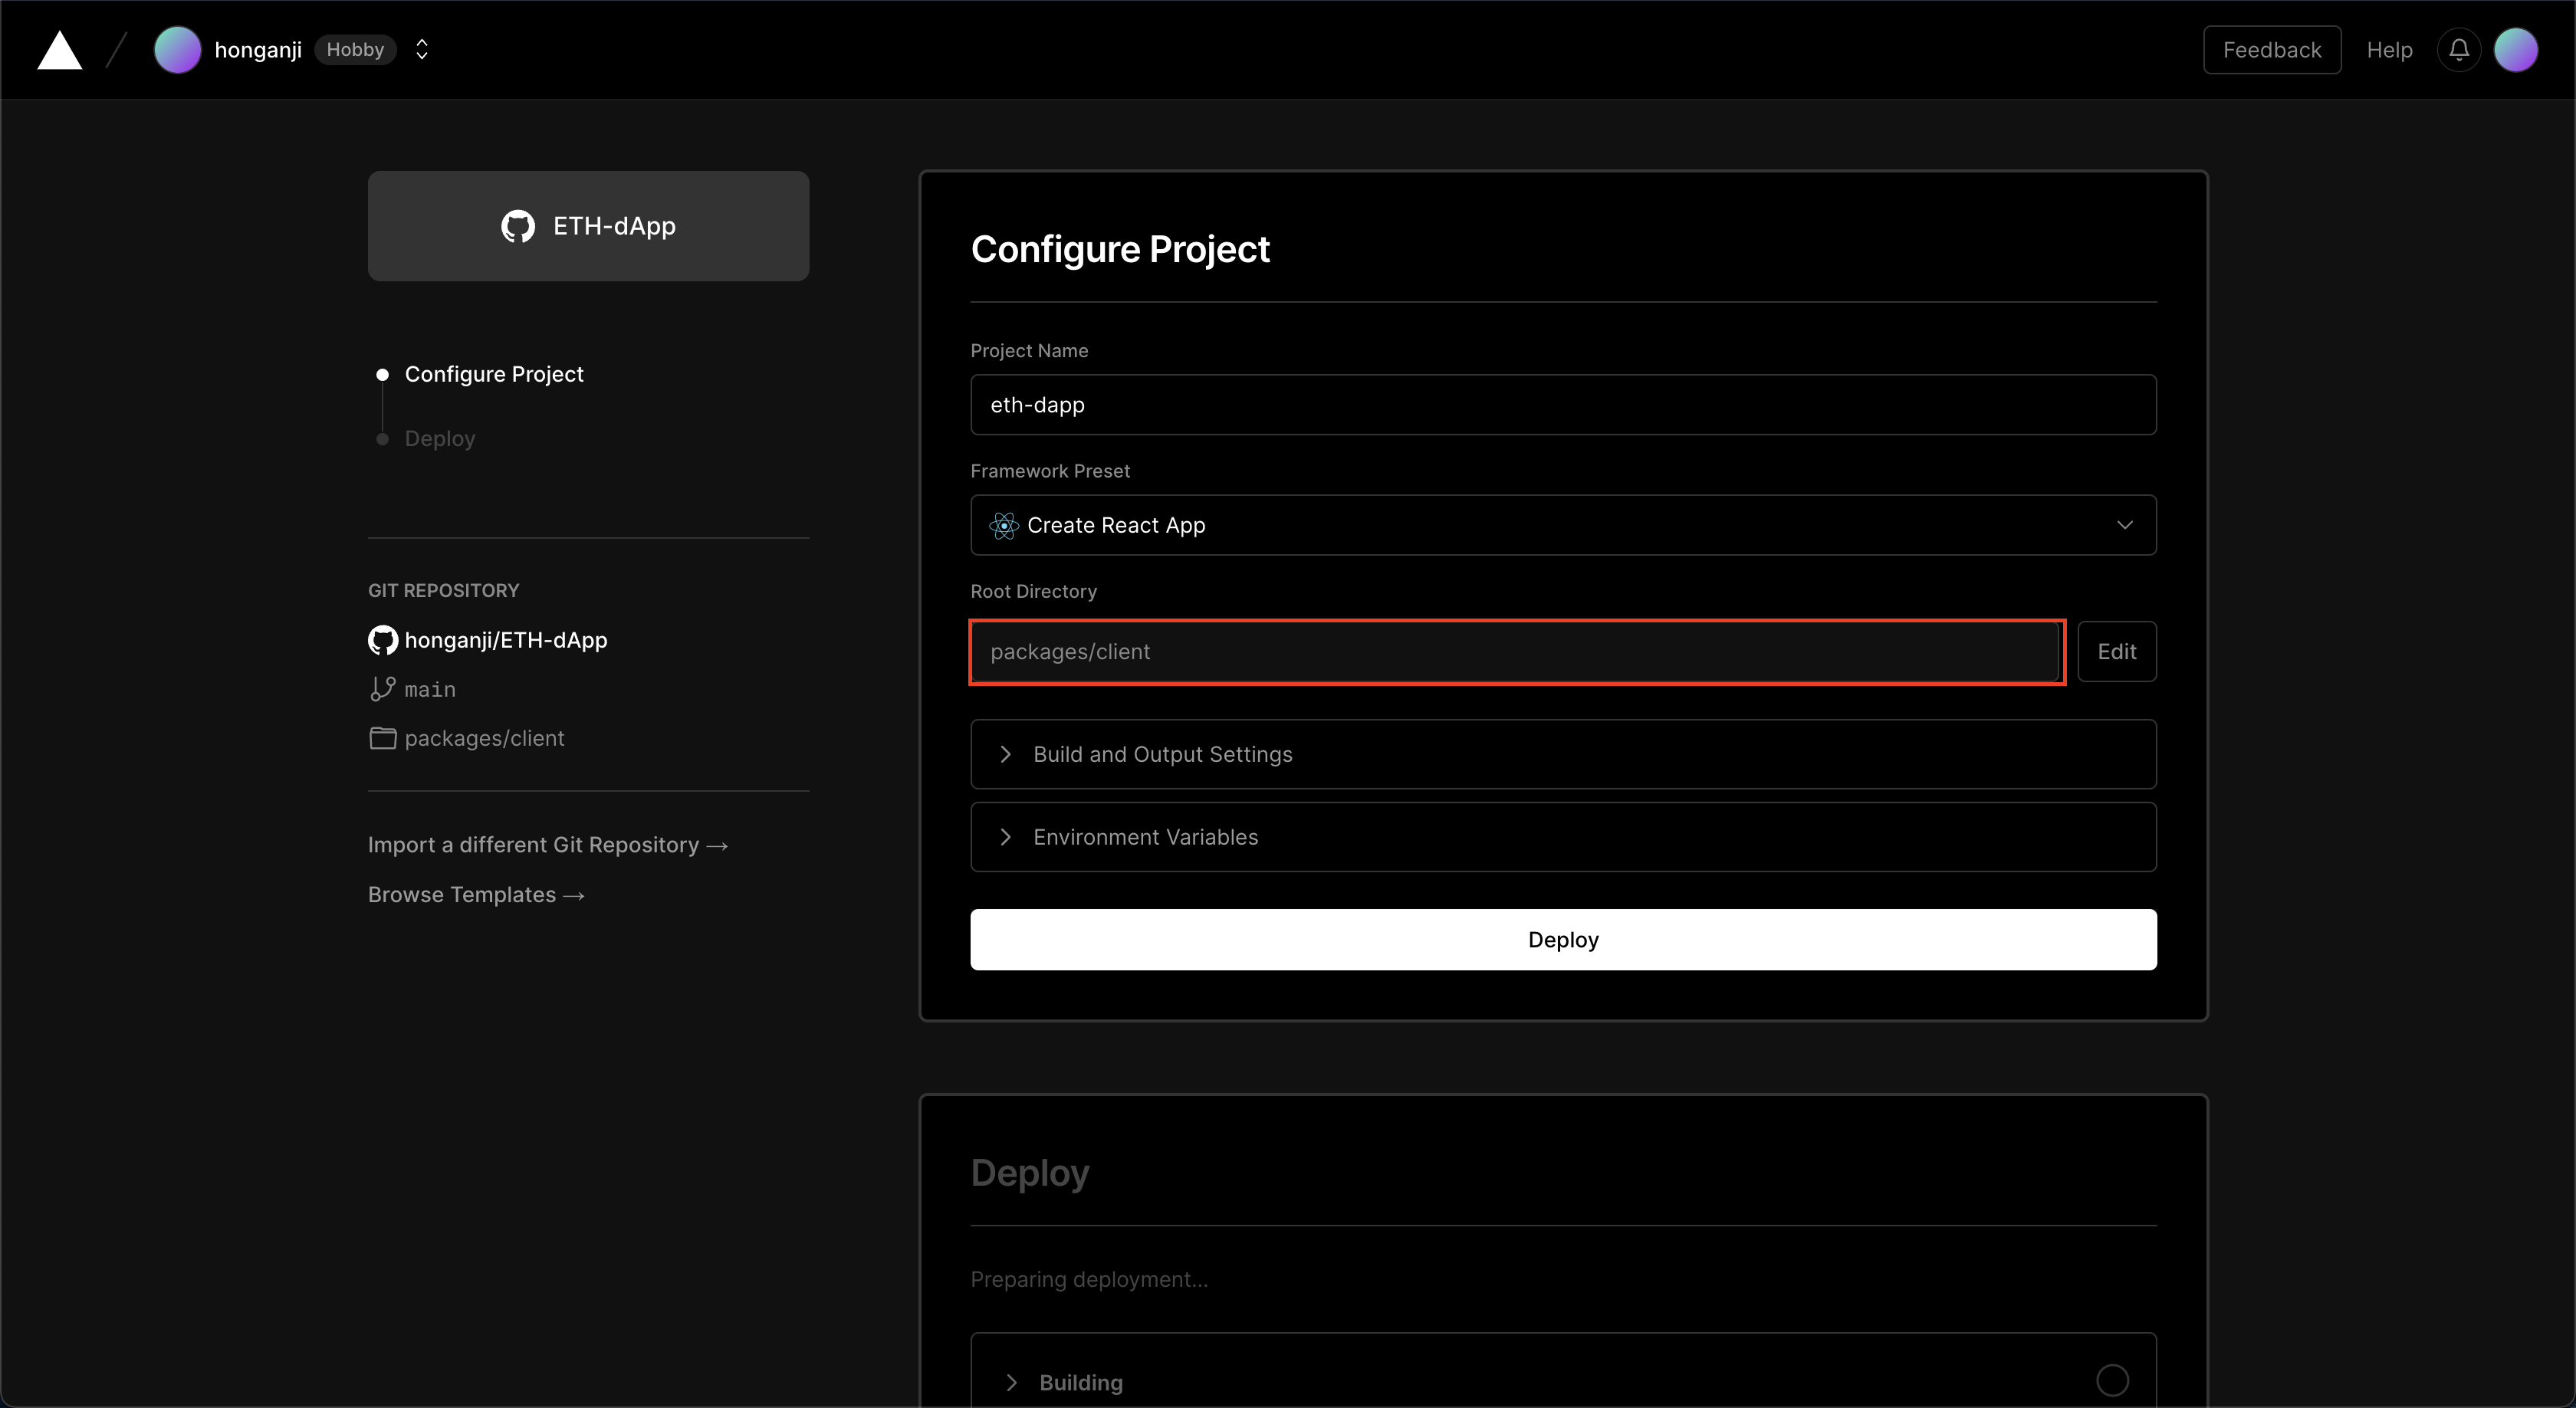 honganji Hobby
Feedback Help
ETH-dApp
Configure Project
Deploy
GIT REPOSITORY
honganji/ETH-dApp
main
packages/client
Import a different Git Repository →
Browse Templates →
Configure Project
Project Name
eth-dapp
Framework Preset
Create React App
Root Directory
packages/client Edit
Build and Output Settings
Environment Variables
Deploy
Deploy
Preparing deployment...
Building